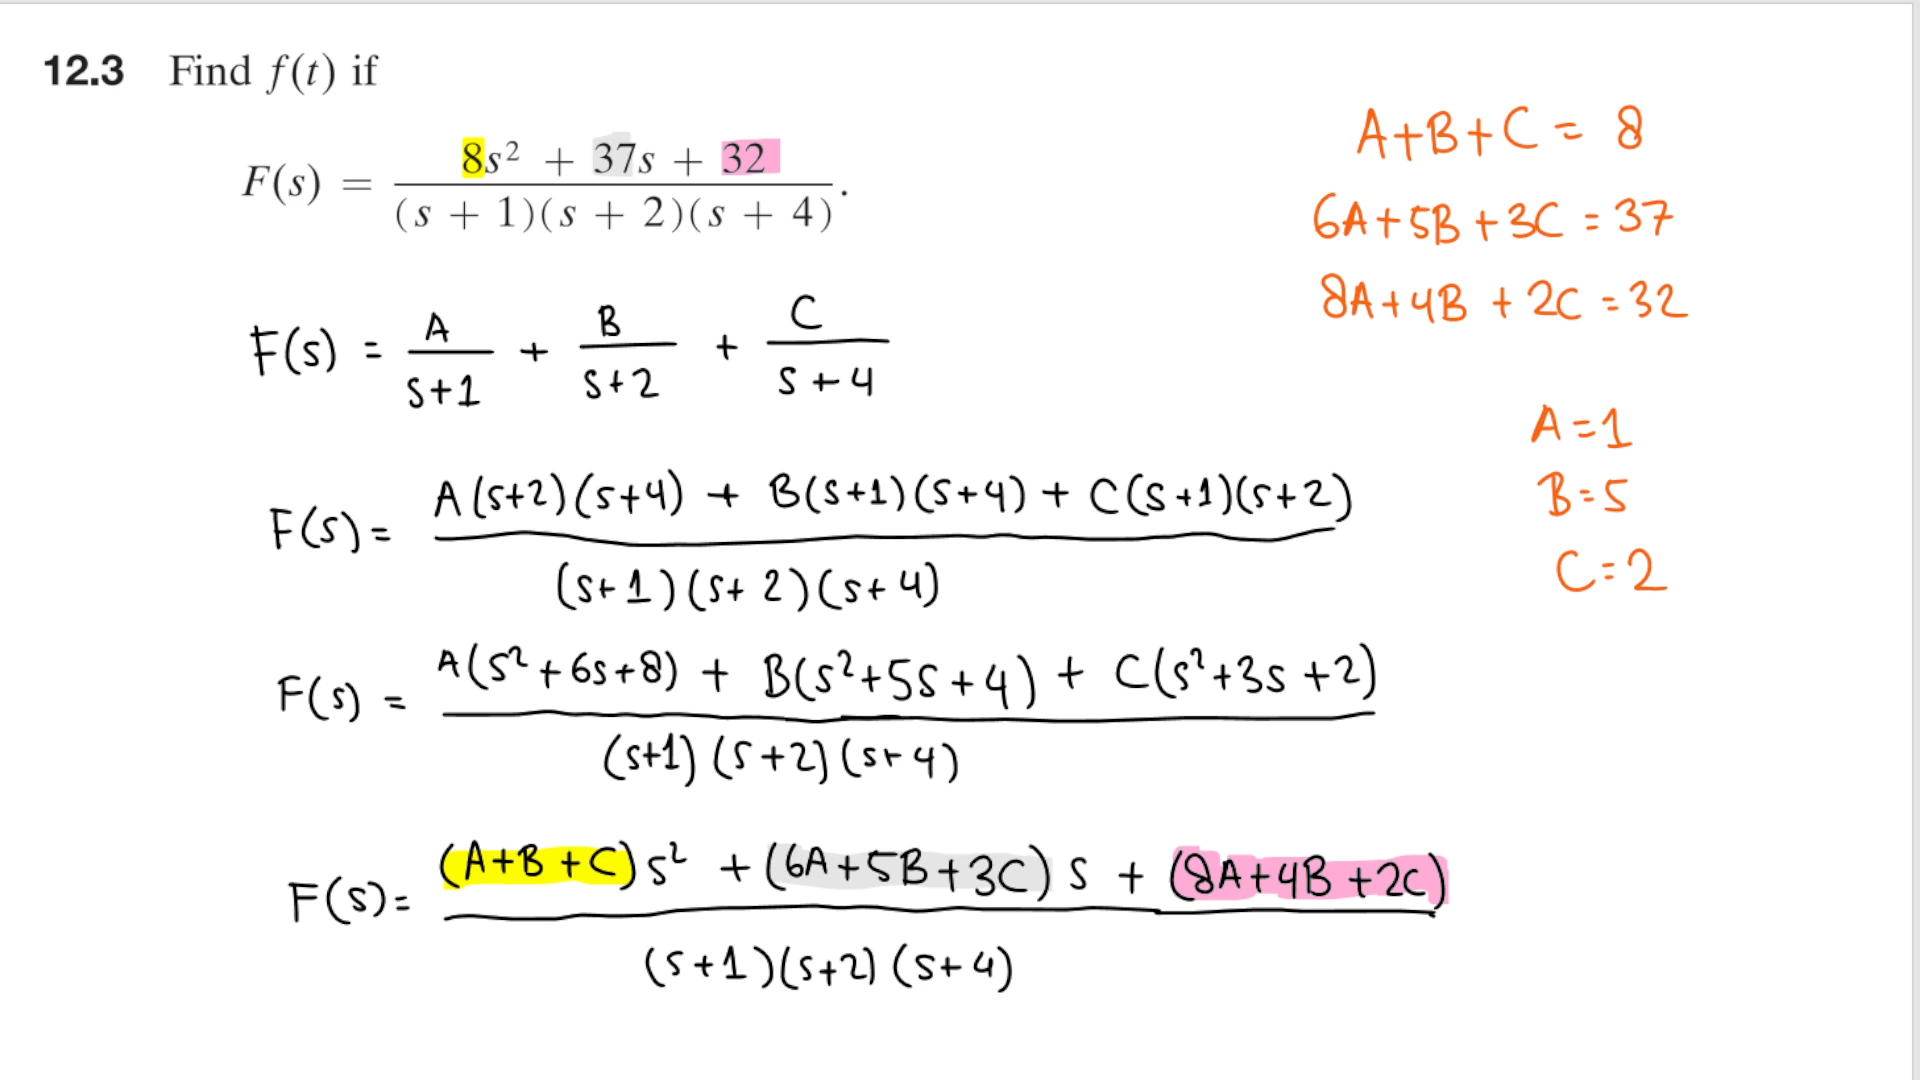 12.3 Find f(t) if
F(s) = (8s² + 37s + 32) / ((s + 1)(s + 2)(s + 4)).
F(s) = A/(s+1) + B/(s+2) + C/(s+4)
F(s) = (A(s+2)(s+4) + B(s+1)(s+4) + C(s+1)(s+2)) / ((s+1)(s+2)(s+4))
F(s) = (A(s²+6s+8) + B(s²+5s+4) + C(s²+3s+2)) / ((s+1)(s+2)(s+4))
F(s) = ((A+B+C)s² + (6A+5B+3C)s + (8A+4B+2C)) / ((s+1)(s+2)(s+4))
A+B+C = 8
6A+5B+3C = 37
8A+4B+2C = 32
A=1
B=5
C=2